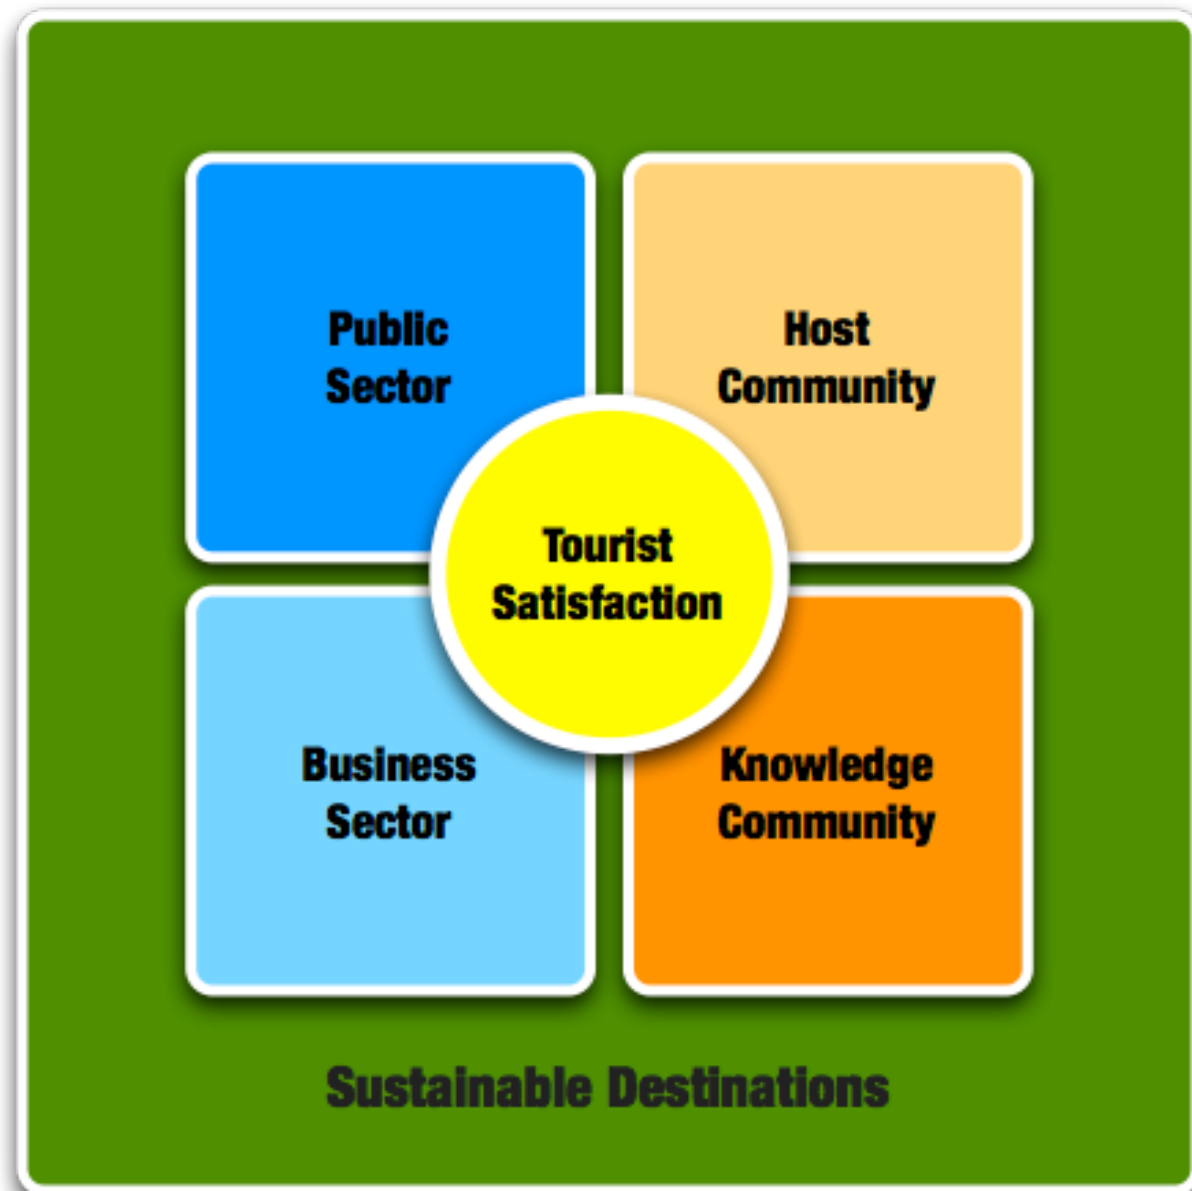 Public
Sector
Host
Community
Tourist
Satisfaction
Business
Sector
Knowledge
Community
Sustainable Destinations